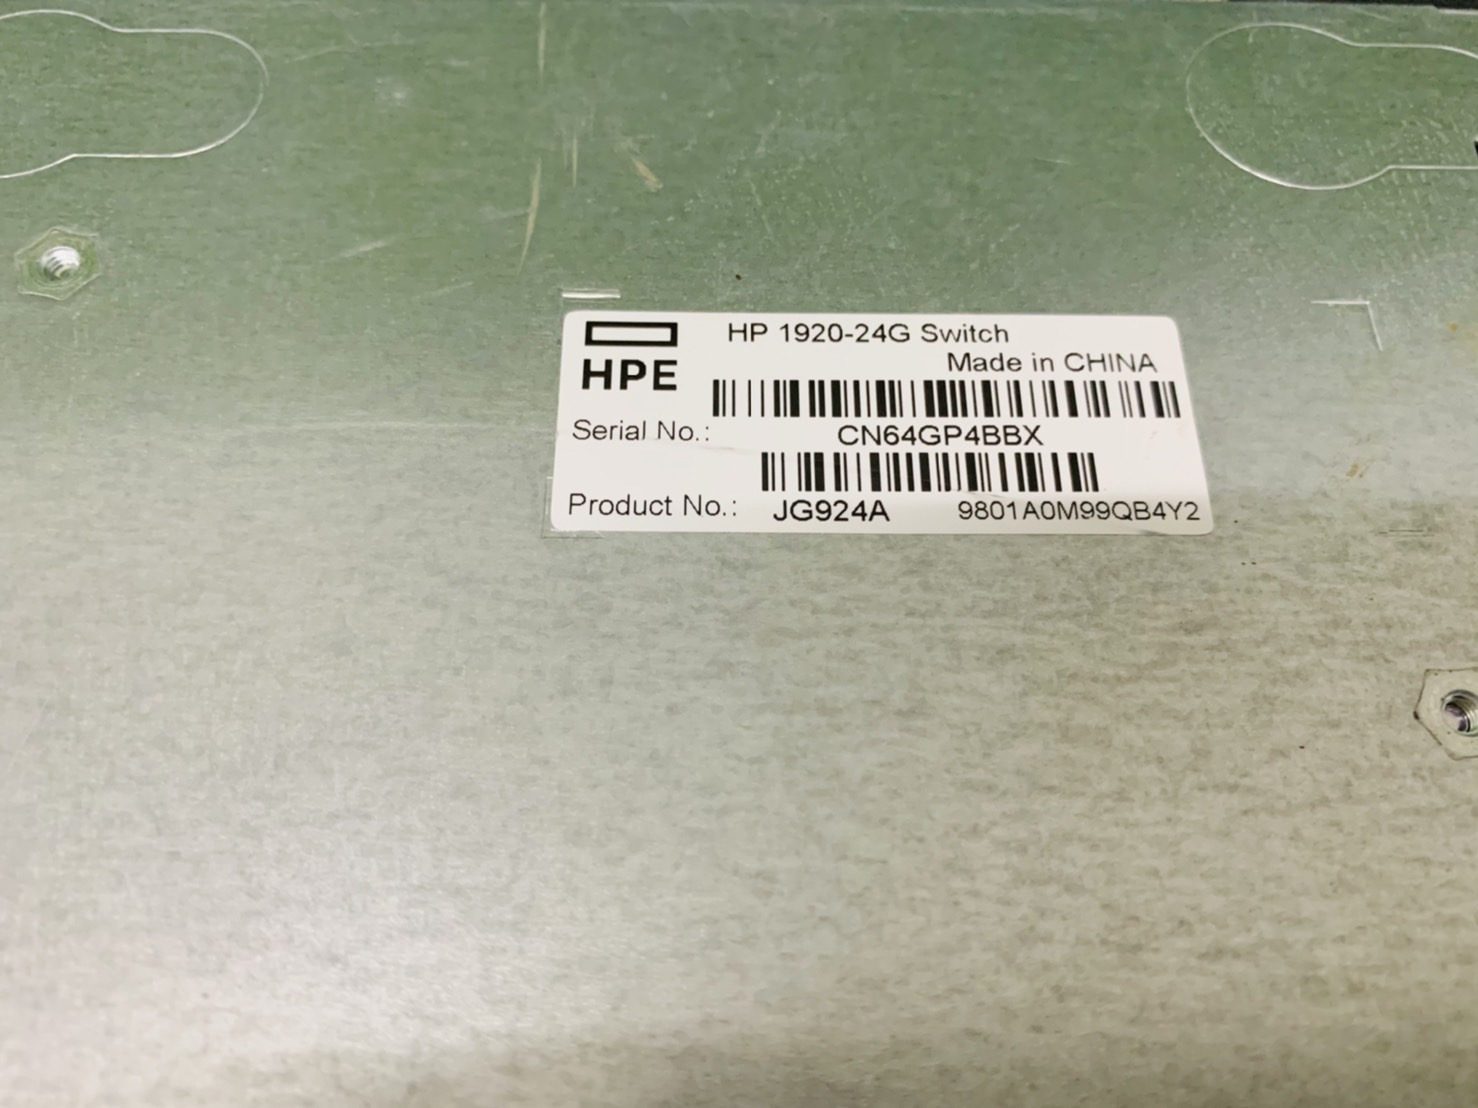 HPE
HP 1920-24G Switch
Made in CHINA
Serial No.:
CN64GP4BBX
Product No.:
JG924A
9801A0M99QB4Y2